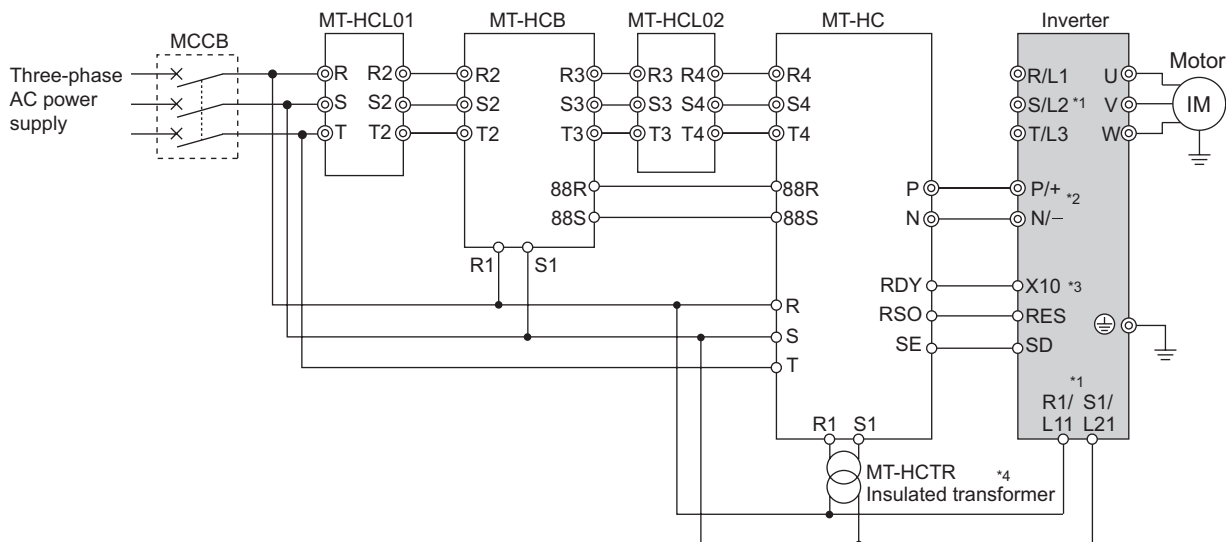 MT-HCL01
MT-HCB
MT-HCL02
MT-HC
Inverter
MCCB
Motor
Three-phase
AC power
supply
R R2 R2 R3 R3 R4 R4 R/L1 U
S S2 S2 S3 S3 S4 S4 S/L2 *1 V IM
T T2 T2 T3 T3 T4 T4 T/L3 W
88R 88R P P/+ *2
88S 88S N N/−
R1 S1
RDY X10 *3
R
RSO RES
S
SE SD
T
*1
R1/ S1/
L11 L21
R1 S1
MT-HCTR *4
Insulated transformer